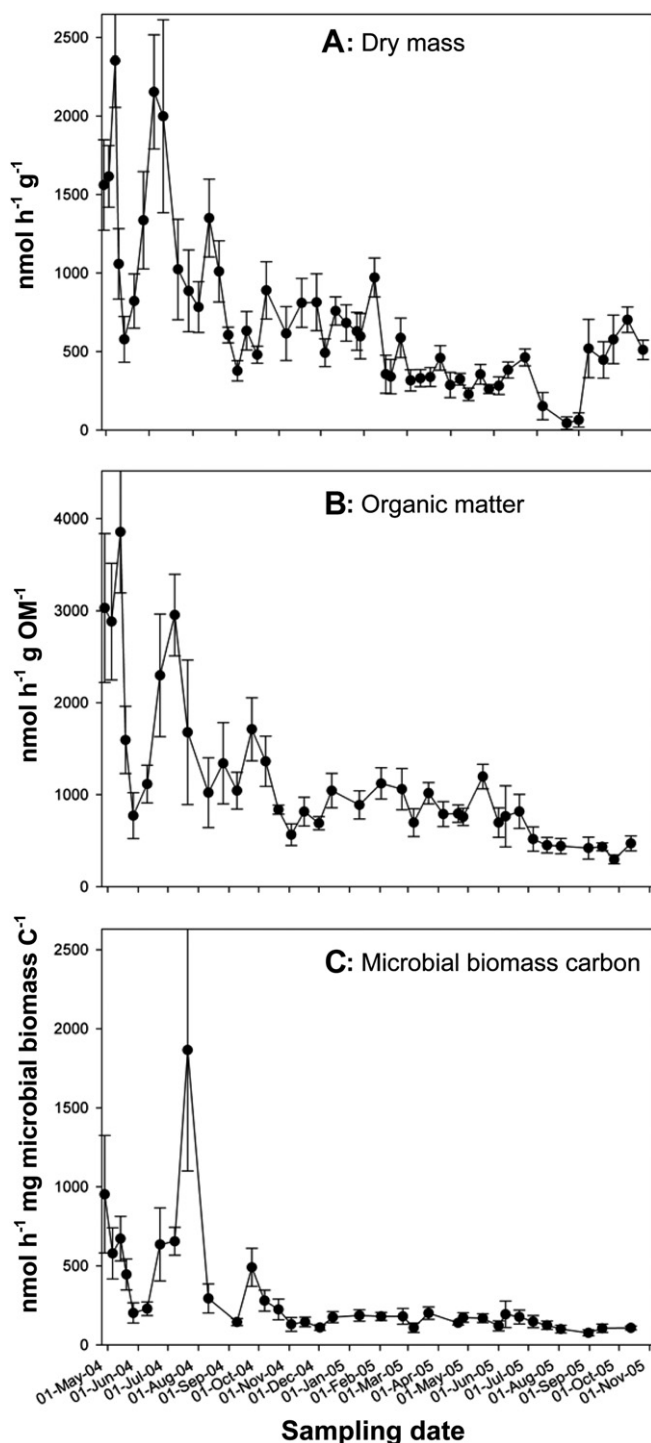 A: Dry mass
nmol h-1 g-1
2500
2000
1500
1000
500
0
B: Organic matter
nmol h-1 g OM-1
4000
3000
2000
1000
0
C: Microbial biomass carbon
nmol h-1 mg microbial biomass C-1
2500
2000
1500
1000
500
0
01-May-04
01-Jun-04
01-Jul-04
01-Aug-04
01-Sep-04
01-Oct-04
01-Nov-04
01-Dec-04
01-Jan-05
01-Feb-05
01-Mar-05
01-Apr-05
01-May-05
01-Jun-05
01-Jul-05
01-Aug-05
01-Sep-05
01-Oct-05
01-Nov-05
Sampling date